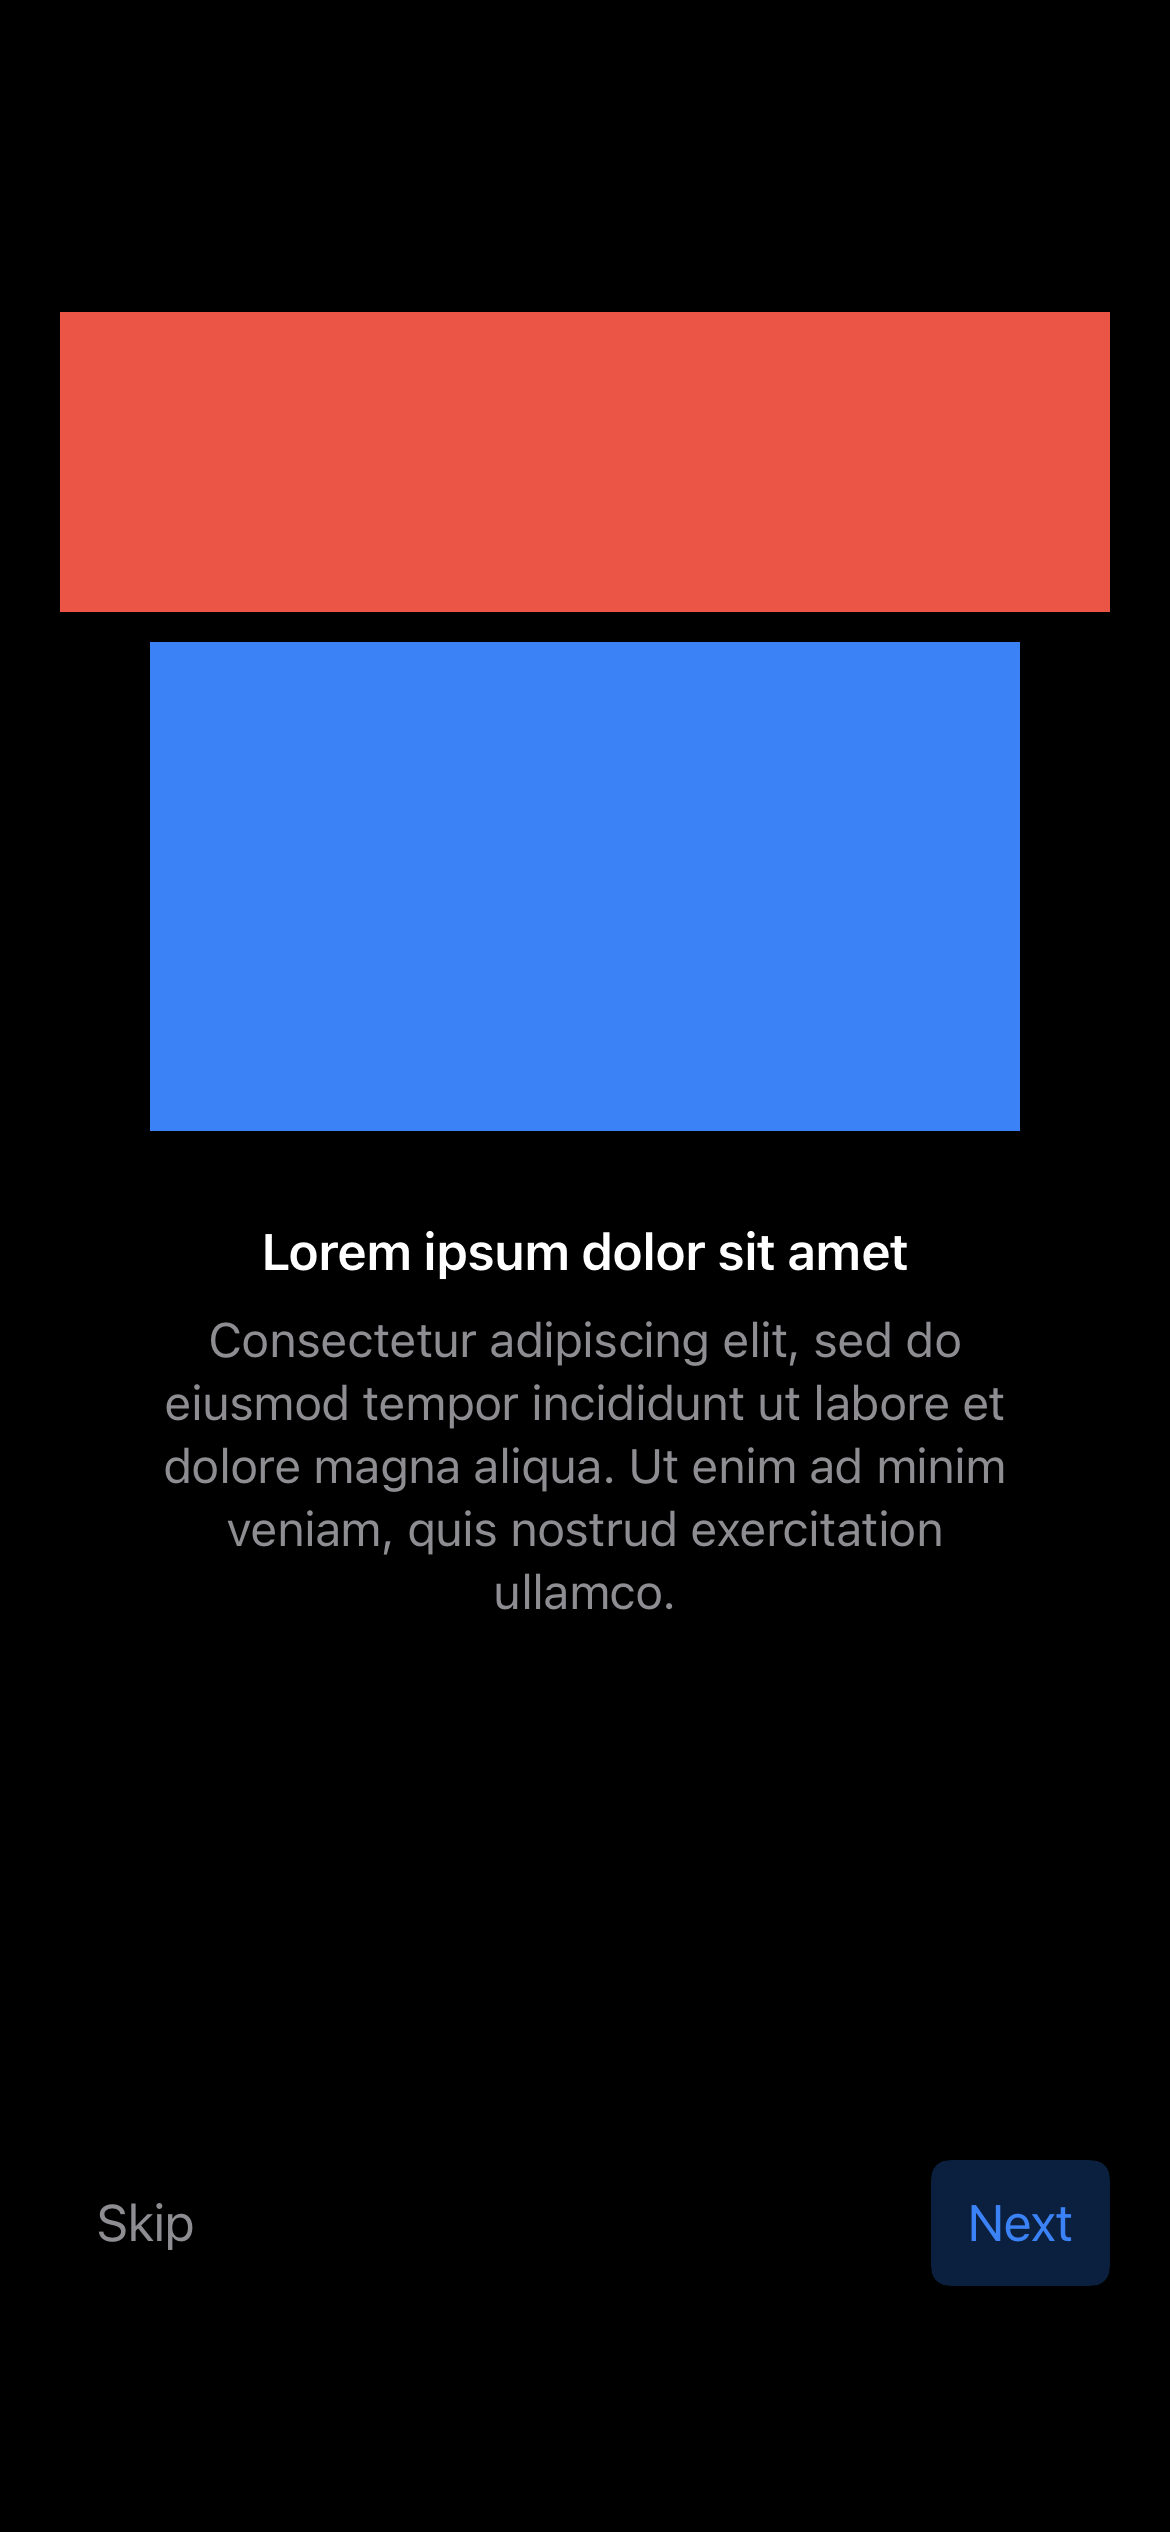 Lorem ipsum dolor sit amet
Consectetur adipiscing elit, sed do
eiusmod tempor incididunt ut labore et
dolore magna aliqua. Ut enim ad minim
veniam, quis nostrud exercitation
ullamco.
Skip
Next